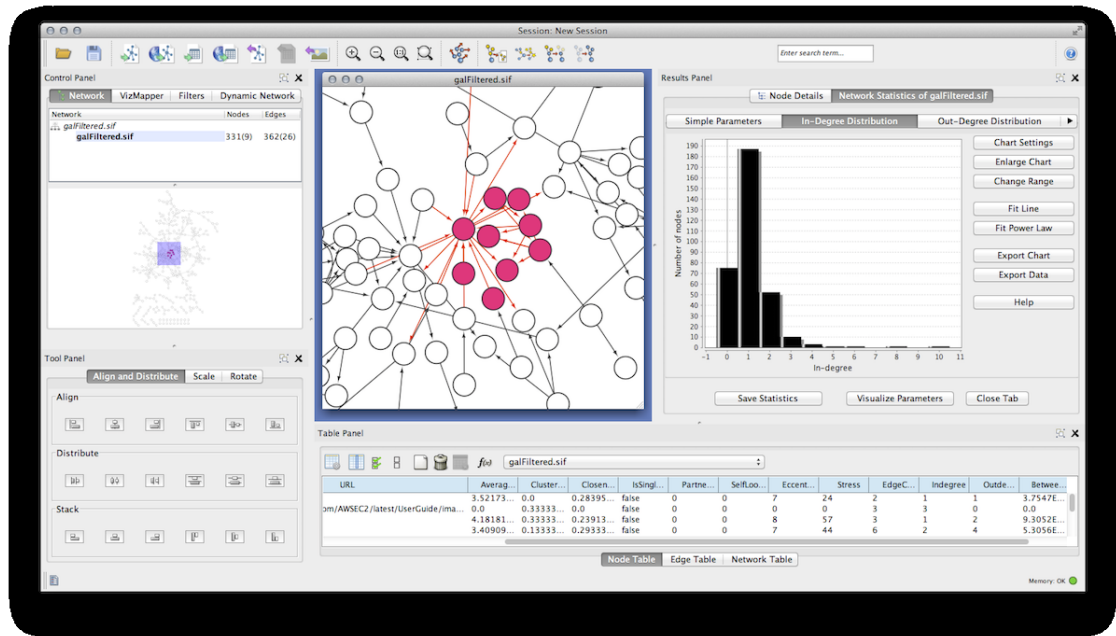 Session: New Session
Enter search term...
Control Panel
Network VizMapper Filters Dynamic Network
Network Nodes Edges
galFiltered.sif
galFiltered.sif 331(9) 362(26)
Tool Panel
Align and Distribute Scale Rotate
Align
Distribute
Stack
galFiltered.sif
Results Panel
Node Details Network Statistics of galFiltered.sif
Simple Parameters In-Degree Distribution Out-Degree Distribution
Number of nodes
190
180
170
160
150
140
130
120
110
100
90
80
70
60
50
40
30
20
10
0
-1 0 1 2 3 4 5 6 7 8 9 10 11
In-degree
Chart Settings
Enlarge Chart
Change Range
Fit Line
Fit Power Law
Export Chart
Export Data
Help
Save Statistics Visualize Parameters Close Tab
Table Panel
f(x) galFiltered.sif
URL Averag... Cluster... Closen... IsSingl... Partne... SelfLoo... Eccent... Stress EdgeC... Indegree Outde... Betwee...
3.52173... 0.0 0.28395... false 0 0 7 24 2 1 1 3.7547E...
om/AWSEC2/latest/UserGuide/ima... 0.0 0.33333... 0.0 false 0 0 0 0 3 3 0 0.0
4.18181... 0.33333... 0.23913... false 0 0 8 57 3 1 2 9.3052E...
3.40909... 0.13333... 0.29333... false 0 0 7 44 6 2 4 5.3056E...
Node Table Edge Table Network Table
Memory: OK